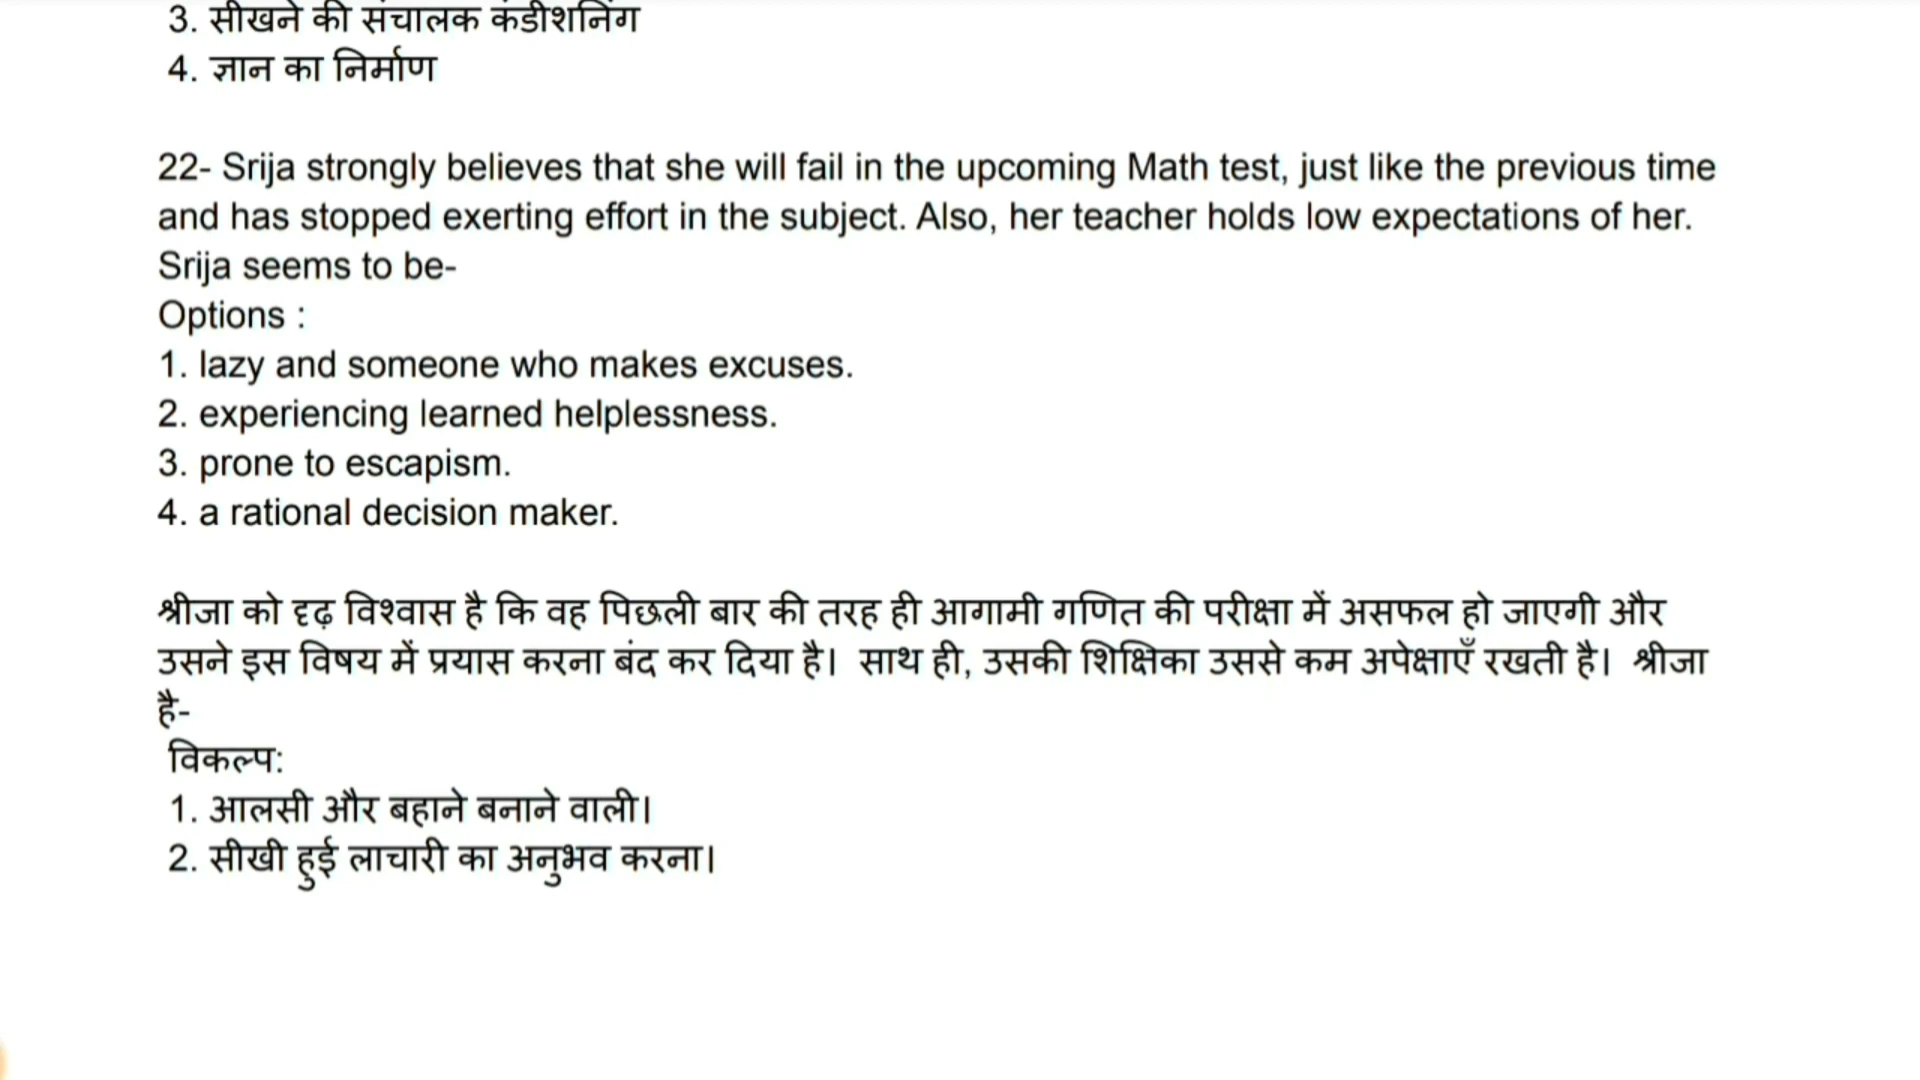 3. सीखने की संचालक कंडीशनिंग
4. ज्ञान का निर्माण
22- Srija strongly believes that she will fail in the upcoming Math test, just like the previous time
and has stopped exerting effort in the subject. Also, her teacher holds low expectations of her.
Srija seems to be-
Options :
1. lazy and someone who makes excuses.
2. experiencing learned helplessness.
3. prone to escapism.
4. a rational decision maker.
श्रीजा को दृढ़ विश्वास है कि वह पिछली बार की तरह ही आगामी गणित की परीक्षा में असफल हो जाएगी और
उसने इस विषय में प्रयास करना बंद कर दिया है। साथ ही, उसकी शिक्षिका उससे कम अपेक्षाएँ रखती है। श्रीजा
है-
विकल्प:
1. आलसी और बहाने बनाने वाली।
2. सीखी हुई लाचारी का अनुभव करना।